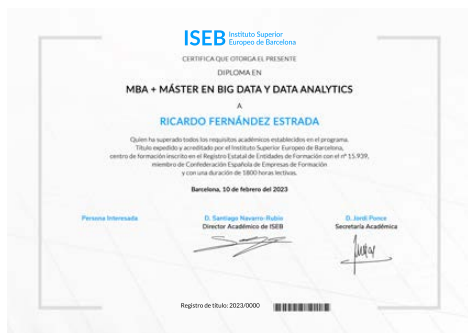 ISEB Instituto Superior
Europeo de Barcelona
CERTIFICA QUE OTORGA EL PRESENTE
DIPLOMA EN
MBA + MÁSTER EN BIG DATA Y DATA ANALYTICS
A
RICARDO FERNÁNDEZ ESTRADA
Quien ha superado todos los requisitos académicos establecidos en el programa.
Título expedido y acreditado por el Instituto Superior Europeo de Barcelona,
centro de formación inscrito en el Registro Estatal de Entidades de Formación con el nº 15.939,
miembro de Confederación Española de Empresas de Formación
y con una duración de 1800 horas lectivas.
Barcelona, 10 de febrero del 2023
Persona Interesada
D. Santiago Navarro-Rubio
Director Académico de ISEB
D. Jordi Ponce
Secretaría Académica
Registro de título: 2023/0000